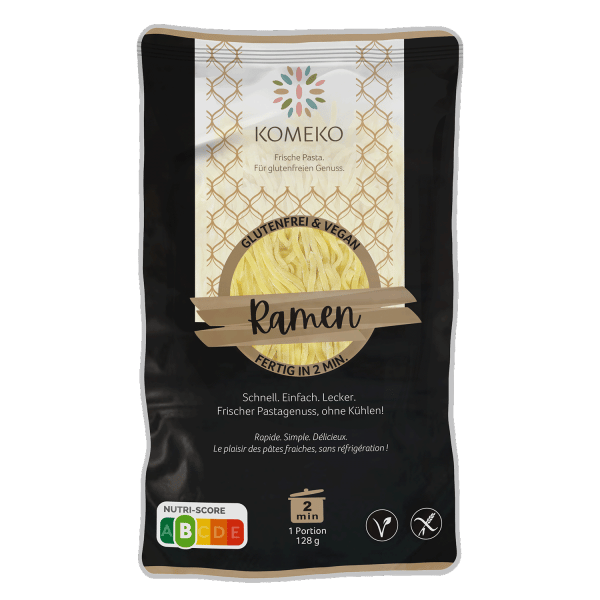 KOMEKO
Frische Pasta.
Für glutenfreien Genuss.
GLUTENFREI & VEGAN
Ramen
FERTIG IN 2 MIN.
Schnell. Einfach. Lecker.
Frischer Pastagenuss, ohne Kühlen!
Rapide. Simple. Délicieux.
Le plaisir des pâtes fraiches, sans réfrigération !
NUTRI-SCORE
A B C D E
2
min
1 Portion
128 g
V